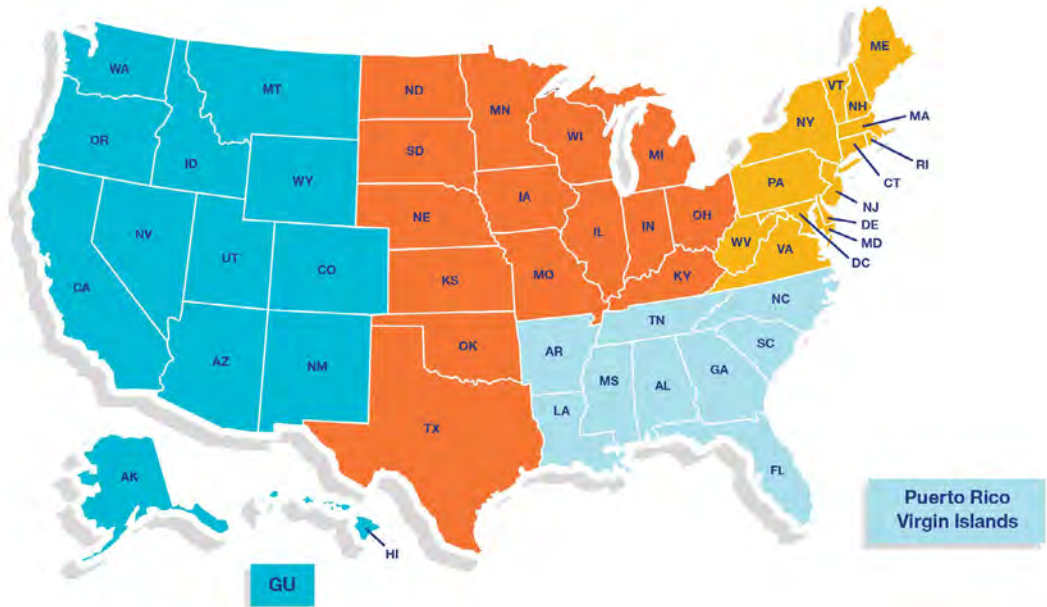 WA
MT
ND
MN
ME
VT
NH
NY
MA
OR
ID
SD
WI
MI
RI
CT
WY
IA
PA
NJ
NE
OH
DE
NV
UT
CO
IL
IN
WV
VA
MD
DC
CA
KS
MO
KY
NC
TN
AZ
NM
OK
AR
SC
MS
AL
GA
LA
TX
FL
AK
HI
GU
Puerto Rico
Virgin Islands